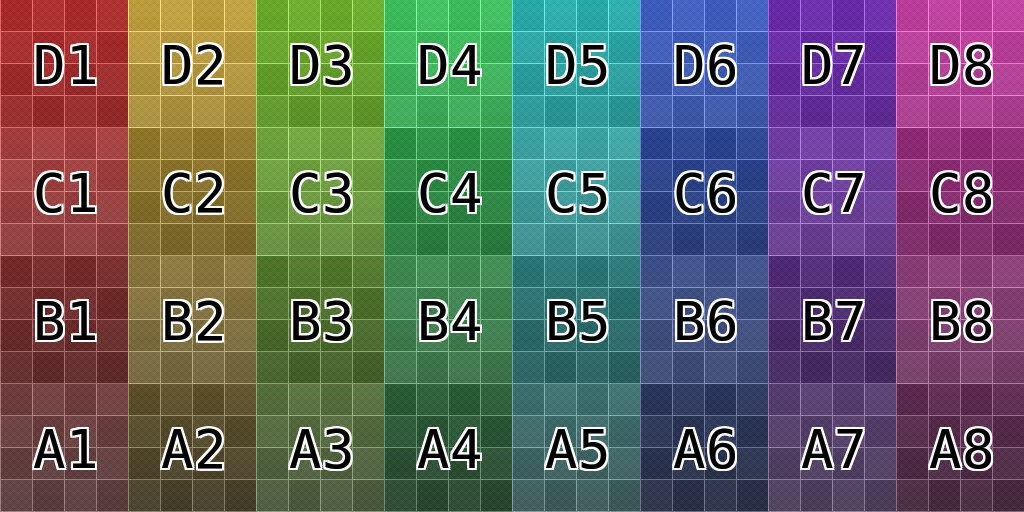 D1 D2 D3 D4 D5 D6 D7 D8
C1 C2 C3 C4 C5 C6 C7 C8
B1 B2 B3 B4 B5 B6 B7 B8
A1 A2 A3 A4 A5 A6 A7 A8